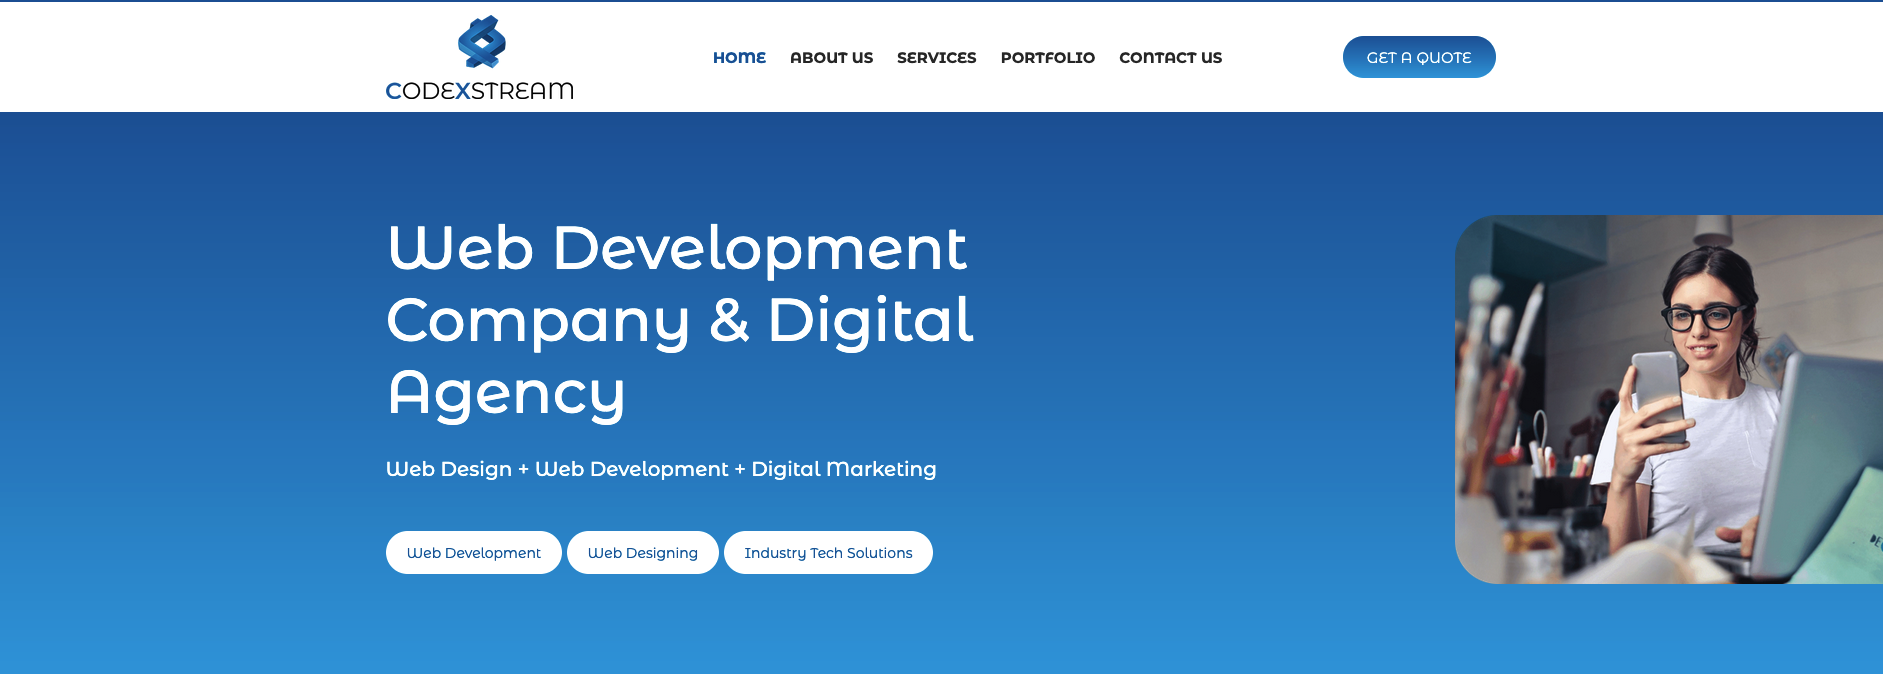 CODEXSTREAM
HOME ABOUT US SERVICES PORTFOLIO CONTACT US
GET A QUOTE
Web Development
Company & Digital
Agency
Web Design + Web Development + Digital Marketing
Web Development Web Designing Industry Tech Solutions